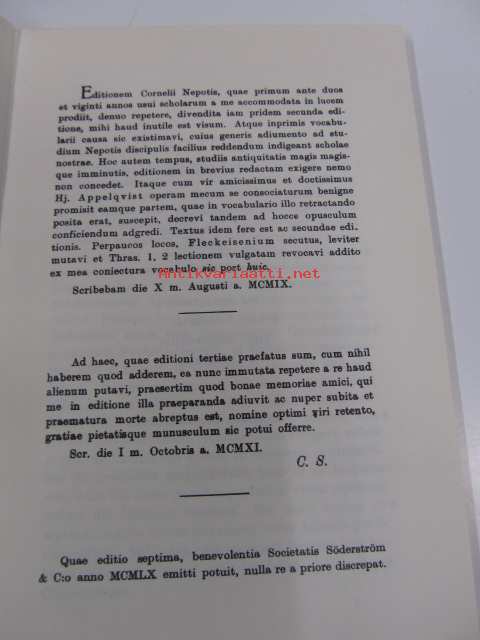 Editionem Cornelii Nepotis, quae primum ante duos
et viginti annos usui scholarum a me accommodata in lucem
prodiit, denuo repetere, divendita iam pridem secunda edi-
tione, mihi haud inutile est visum. Atque inprimis vocabu-
larii causa sic existimavi, cuius generis adiumento ad stu-
dium Nepotis discipulis facilius reddendum indigeant scholae
nostrae. Hoc autem tempus, studiis antiquitatis magis magis-
que imminutis, editionem in brevius redactam exigere nemo
non concedet. Itaque cum vir amicissimus et doctissimus
Hj. Appelqvist operam mecum se consociaturum benigne
promisit eamque partem, quae in vocabulario illo retractando
posita erat, suscepit, decrevi tandem ad hocce opusculum
conficiendum adgredi. Textus idem fere est ac secundae edi-
tionis. Perpaucos locos, Fleckeisenium secutus, leviter
mutavi et Thras. 1, 2 lectionem vulgatam revocavi addito
ex mea coniectura vocabulo sic post huic.
Antikvariaatti.net
Scribebam die X m. Augusti a. MCMIX.
Ad haec, quae editioni tertiae praefatus sum, cum nihil
haberem quod adderem, ea nunc immutata repetere a re haud
alienum putavi, praesertim quod bonae memoriae amici, qui
me in editione illa praeparanda adiuvit ac nuper subita et
praematura morte abreptus est, nomine optimi viri retento,
gratiae pietatisque munusculum sic potui offerre.
Scr. die I m. Octobris a. MCMXI.
C. S.
Quae editio septima, benevolentia Societatis Söderström
& C:o anno MCMLX emitti potuit, nulla re a priore discrepat.